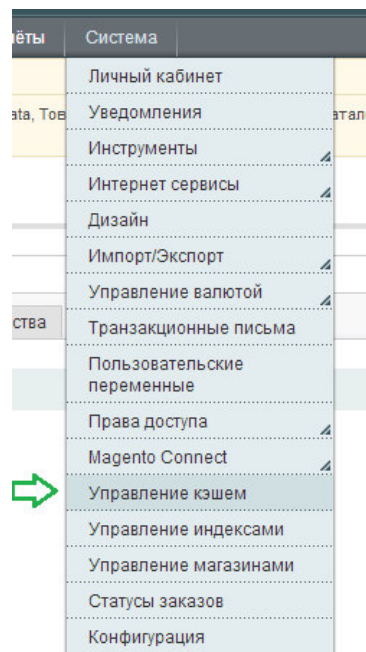 ёты Система
Личный кабинет
ata, Тов Уведомления атал
Инструменты
Интернет сервисы
Дизайн
Импорт/Экспорт
Управление валютой
ства Транзакционные письма
Пользовательские
переменные
Права доступа
Magento Connect
Управление кэшем
Управление индексами
Управление магазинами
Статусы заказов
Конфигурация